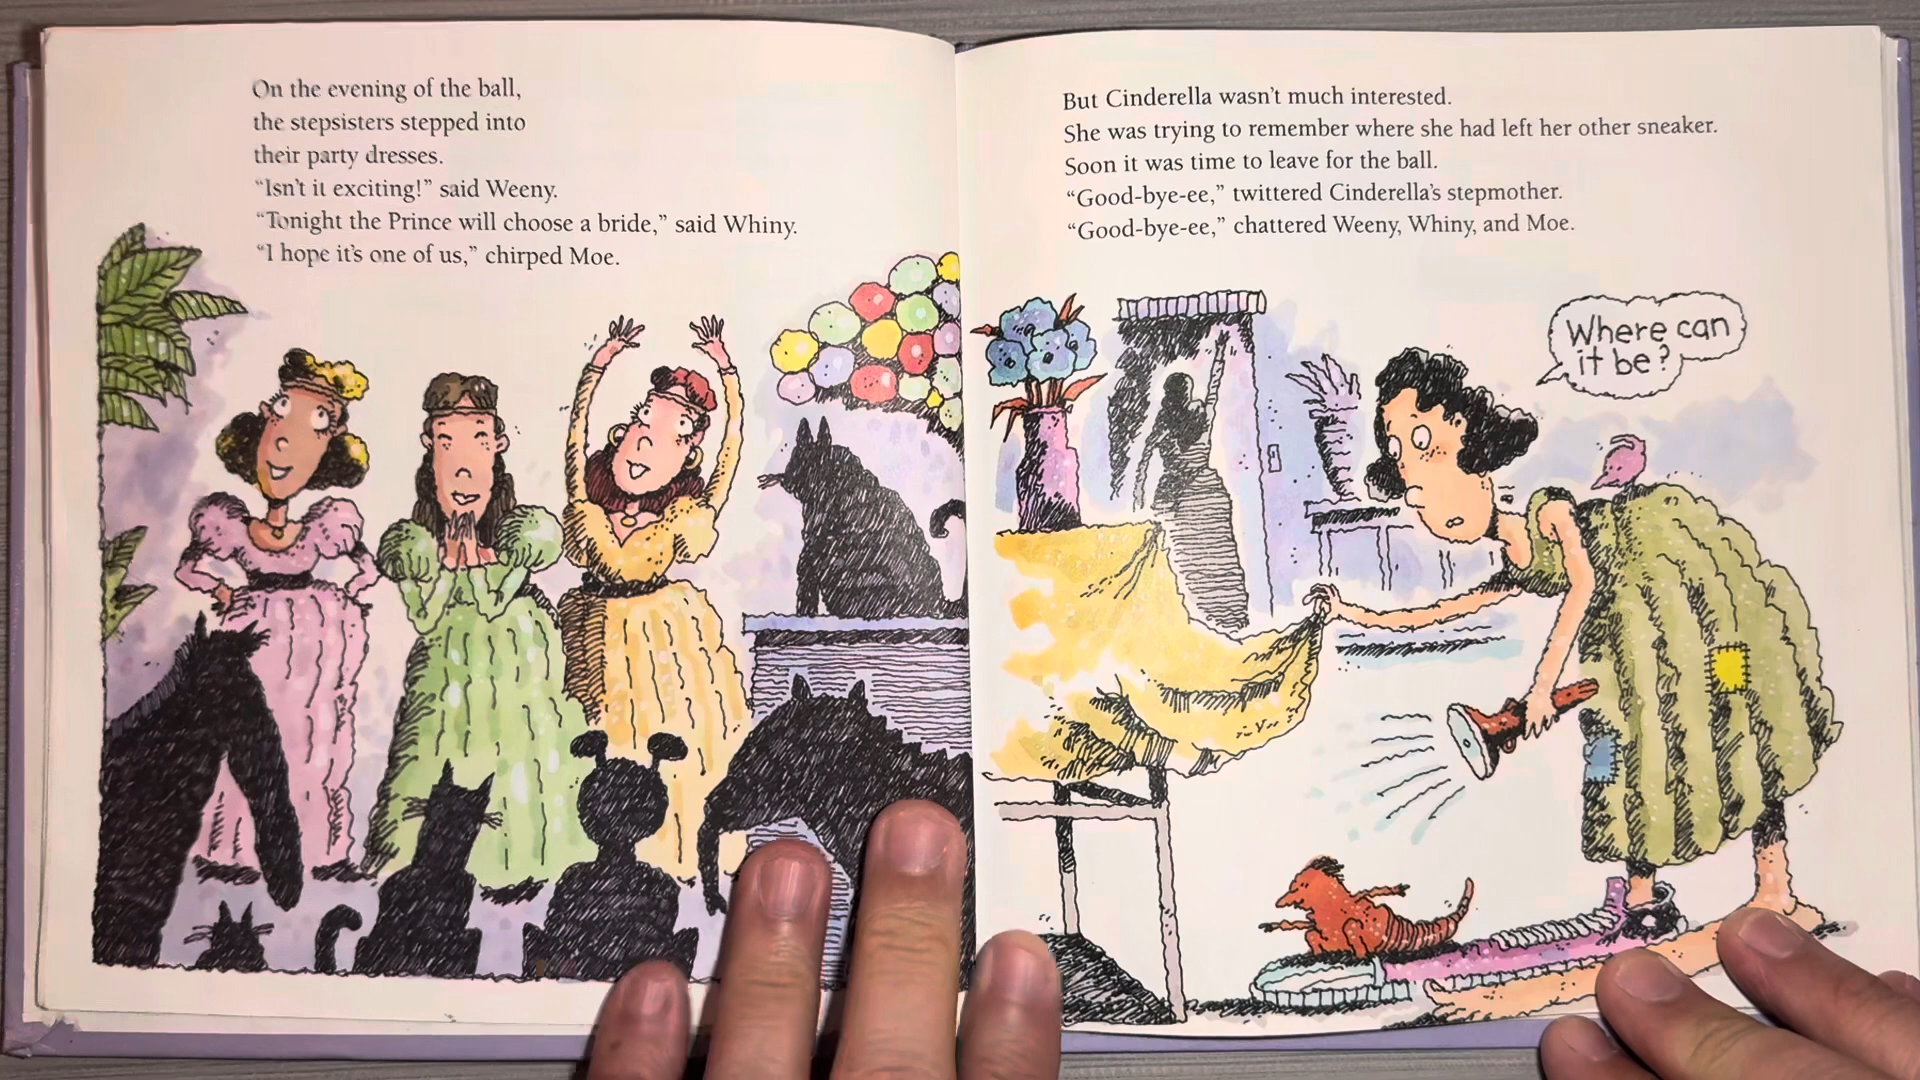 On the evening of the ball,
the stepsisters stepped into
their party dresses.
“Isn’t it exciting!” said Weeny.
“Tonight the Prince will choose a bride,” said Whiny.
“I hope it’s one of us,” chirped Moe.
But Cinderella wasn’t much interested.
She was trying to remember where she had left her other sneaker.
Soon it was time to leave for the ball.
“Good-bye-ee,” twittered Cinderella’s stepmother.
“Good-bye-ee,” chattered Weeny, Whiny, and Moe.
Where can
it be?